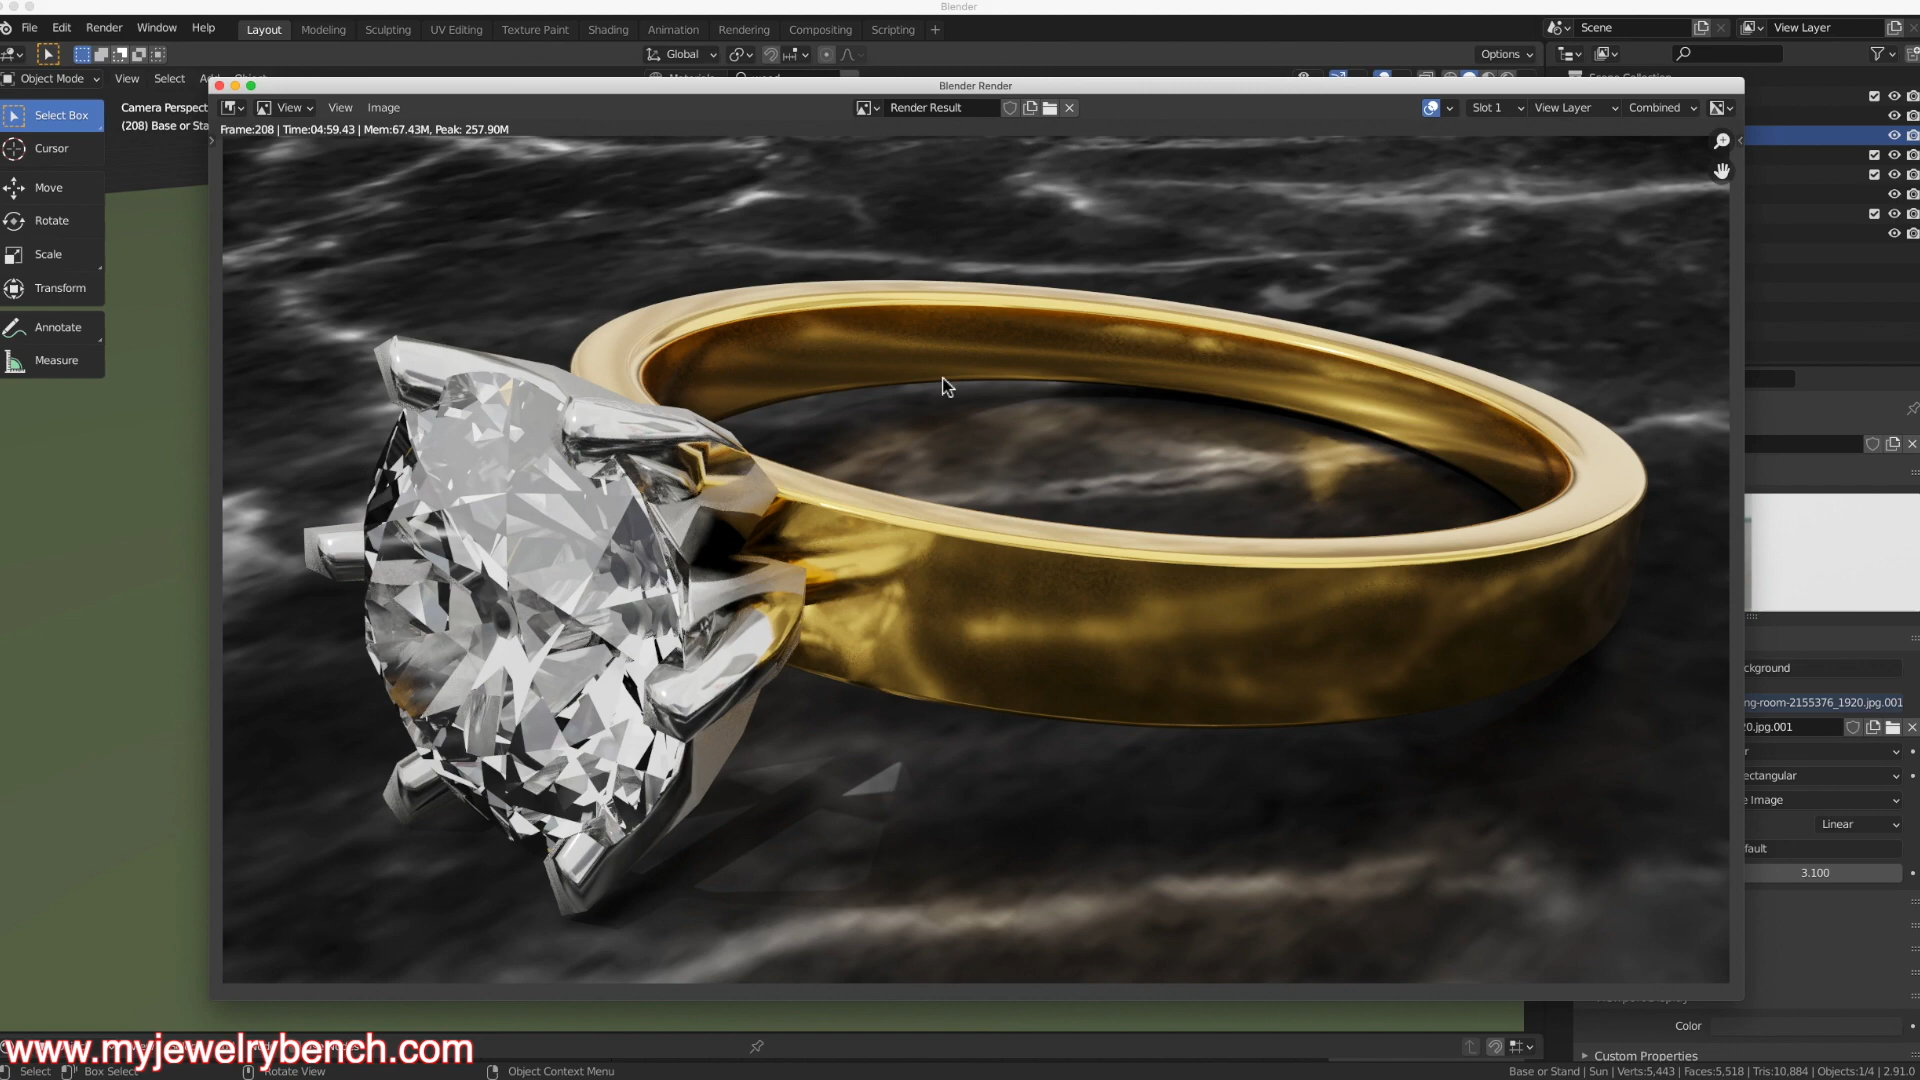 Blender
File Edit Render Window Help Layout Modeling Sculpting UV Editing Texture Paint Shading Animation Rendering Compositing Scripting + Scene View Layer
Global Options
Object Mode View Select
Blender Render
View View Image Render Result Slot 1 View Layer Combined
Camera Perspect
(208) Base or Sta
Frame:208 | Time:04:59.43 | Mem:67.43M, Peak: 257.90M
Select Box
Cursor
Move
Rotate
Scale
Transform
Annotate
Measure
ckground
ng-room-2155376_1920.jpg.001
0.jpg.001
r
ectangular
e Image
Linear
fault
3.100
Color
Custom Properties
www.myjewelrybench.com
Select Box Select Rotate View Object Context Menu
Base or Stand | Sun | Verts:5,443 | Faces:5,518 | Tris:10,884 | Objects:1/4 | 2.91.0